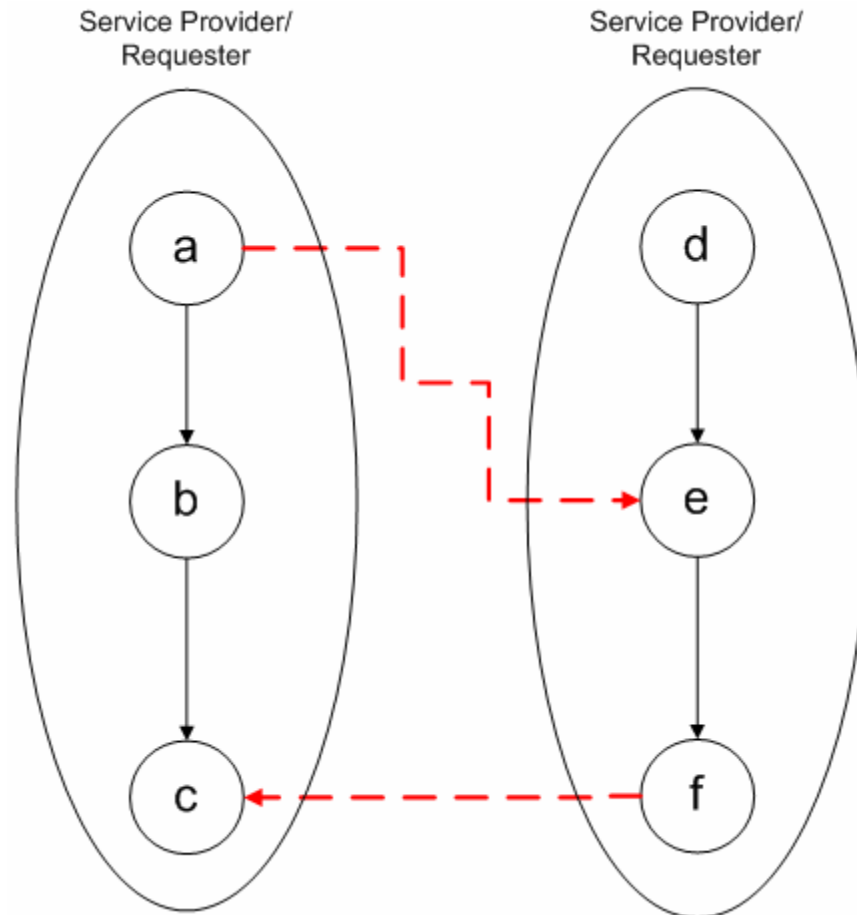 Service Provider/
Requester
Service Provider/
Requester
a
d
b
e
c
f